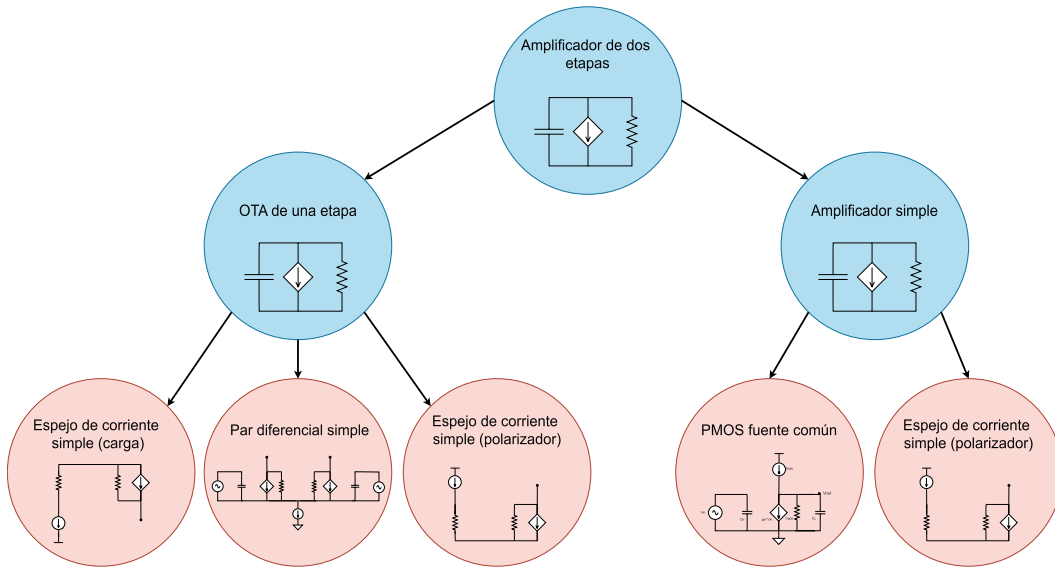 Amplificador de dos
etapas
OTA de una etapa
Amplificador simple
Espejo de corriente
simple (carga)
Par diferencial simple
Espejo de corriente
simple (polarizador)
PMOS fuente común
Espejo de corriente
simple (polarizador)
Vout